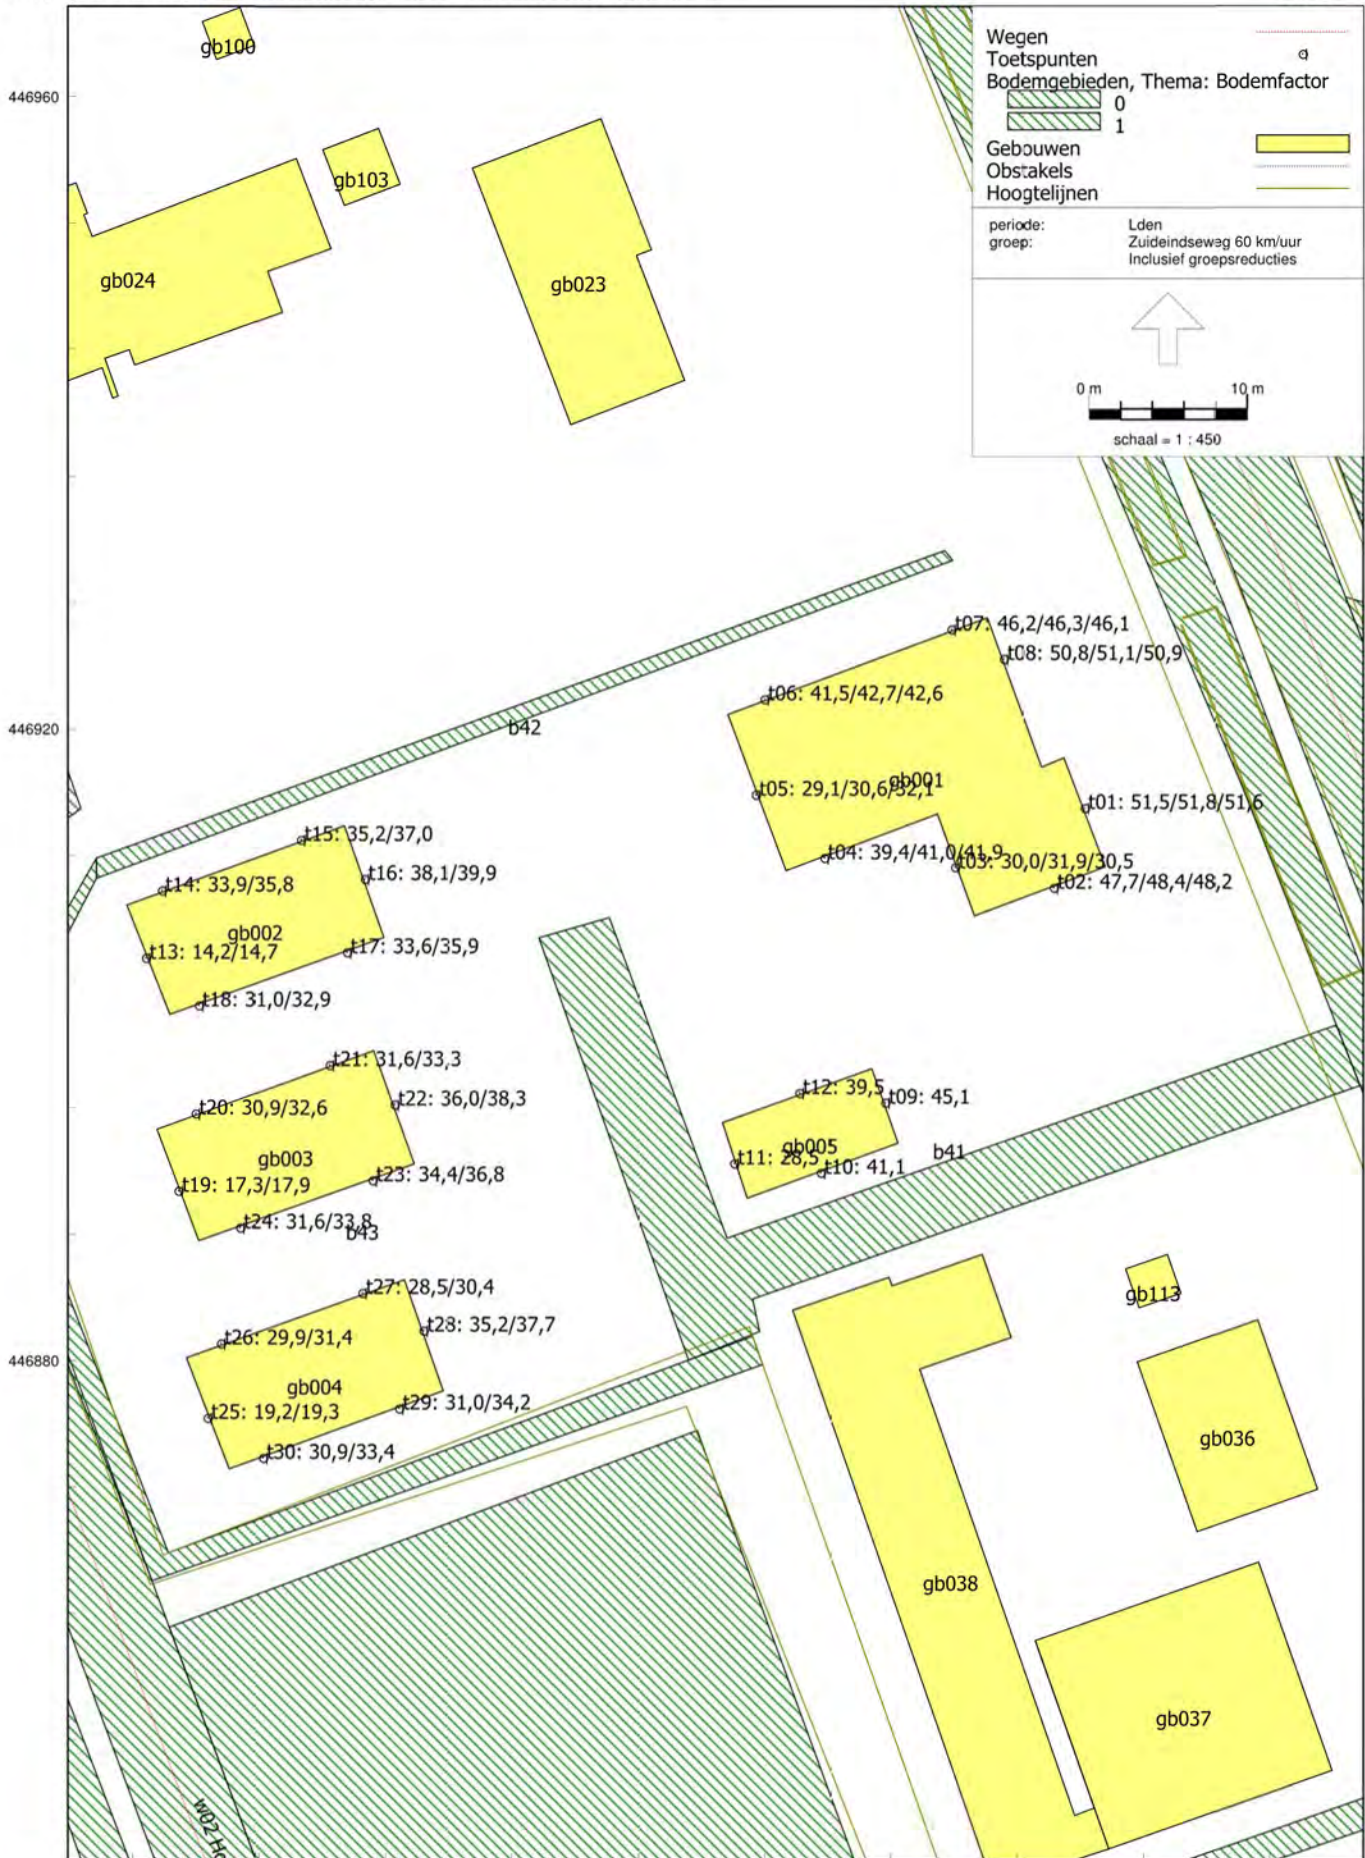 Wegen
Toetspunten
Bodemgebieden, Thema: Bodemfactor
0
1
Gebouwen
Obstakels
Hoogtelijnen
periode: Lden
groep: Zuideindseweg 60 km/uur
Inclusief groepsreducties
0 m 10 m
schaal = 1 : 450
gb100
446960
gb103
gb024
gb023
t07: 46,2/46,3/46,1
t08: 50,8/51,1/50,9
t06: 41,5/42,7/42,6
446920
b42
gb001
t05: 29,1/30,6/32,1
t01: 51,5/51,8/51,6
t15: 35,2/37,0
t04: 39,4/41,0/41,9
t03: 30,0/31,9/30,5
t16: 38,1/39,9
t02: 47,7/48,4/48,2
t14: 33,9/35,8
gb002
t17: 33,6/35,9
t13: 14,2/14,7
t18: 31,0/32,9
t21: 31,6/33,3
t12: 39,5
t09: 45,1
t22: 36,0/38,3
t20: 30,9/32,6
gb005
b41
gb003
t11: 28,5
t10: 41,1
t23: 34,4/36,8
t19: 17,3/17,9
t24: 31,6/33,8
b43
t27: 28,5/30,4
gb113
t28: 35,2/37,7
t26: 29,9/31,4
446880
gb004
t29: 31,0/34,2
t25: 19,2/19,3
gb036
t30: 30,9/33,4
gb038
gb037
w02 Ho